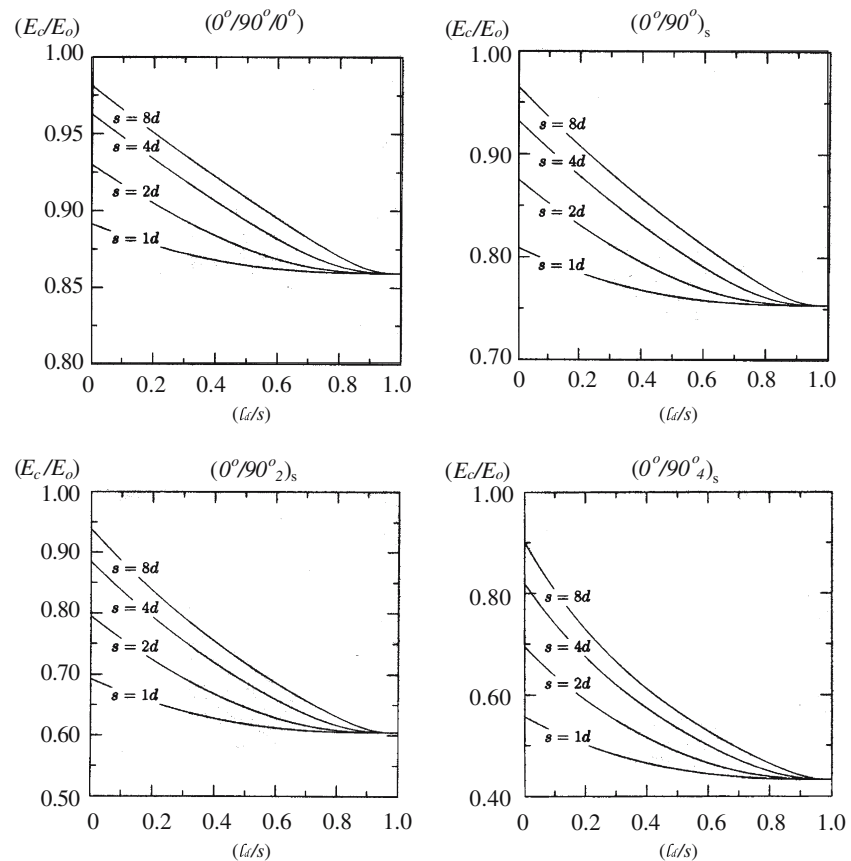 (E_c/E_o) (0°/90°/0°)
1.00
0.95
0.90
0.85
0.80
s = 8d
s = 4d
s = 2d
s = 1d
0 0.2 0.4 0.6 0.8 1.0
(l_d/s)
(E_c/E_o) (0°/90°)_s
1.00
0.90
0.80
0.70
s = 8d
s = 4d
s = 2d
s = 1d
0 0.2 0.4 0.6 0.8 1.0
(l_d/s)
(E_c/E_o) (0°/90°_2)_s
1.00
0.90
0.80
0.70
0.60
0.50
s = 8d
s = 4d
s = 2d
s = 1d
0 0.2 0.4 0.6 0.8 1.0
(l_d/s)
(E_c/E_o) (0°/90°_4)_s
1.00
0.80
0.60
0.40
s = 8d
s = 4d
s = 2d
s = 1d
0 0.2 0.4 0.6 0.8 1.0
(l_d/s)